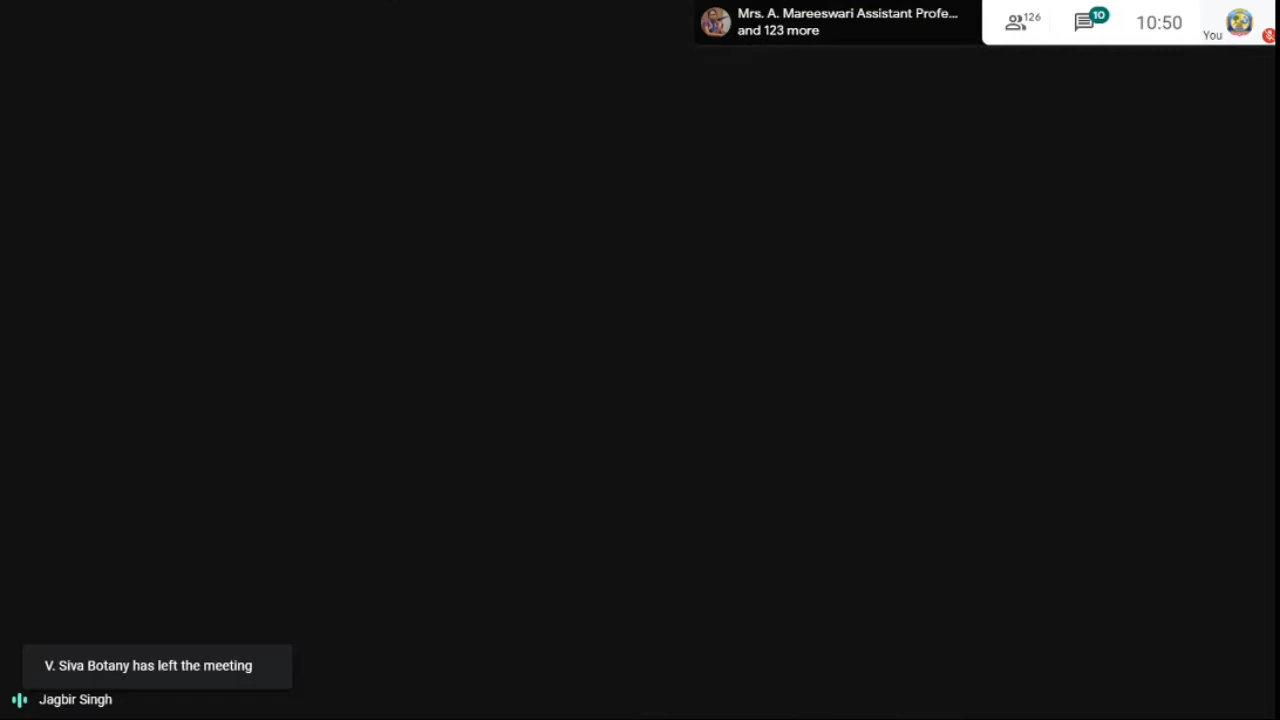 Mrs. A. Mareeswari Assistant Profe...
and 123 more
126
10
10:50
You
V. Siva Botany has left the meeting
Jagbir Singh